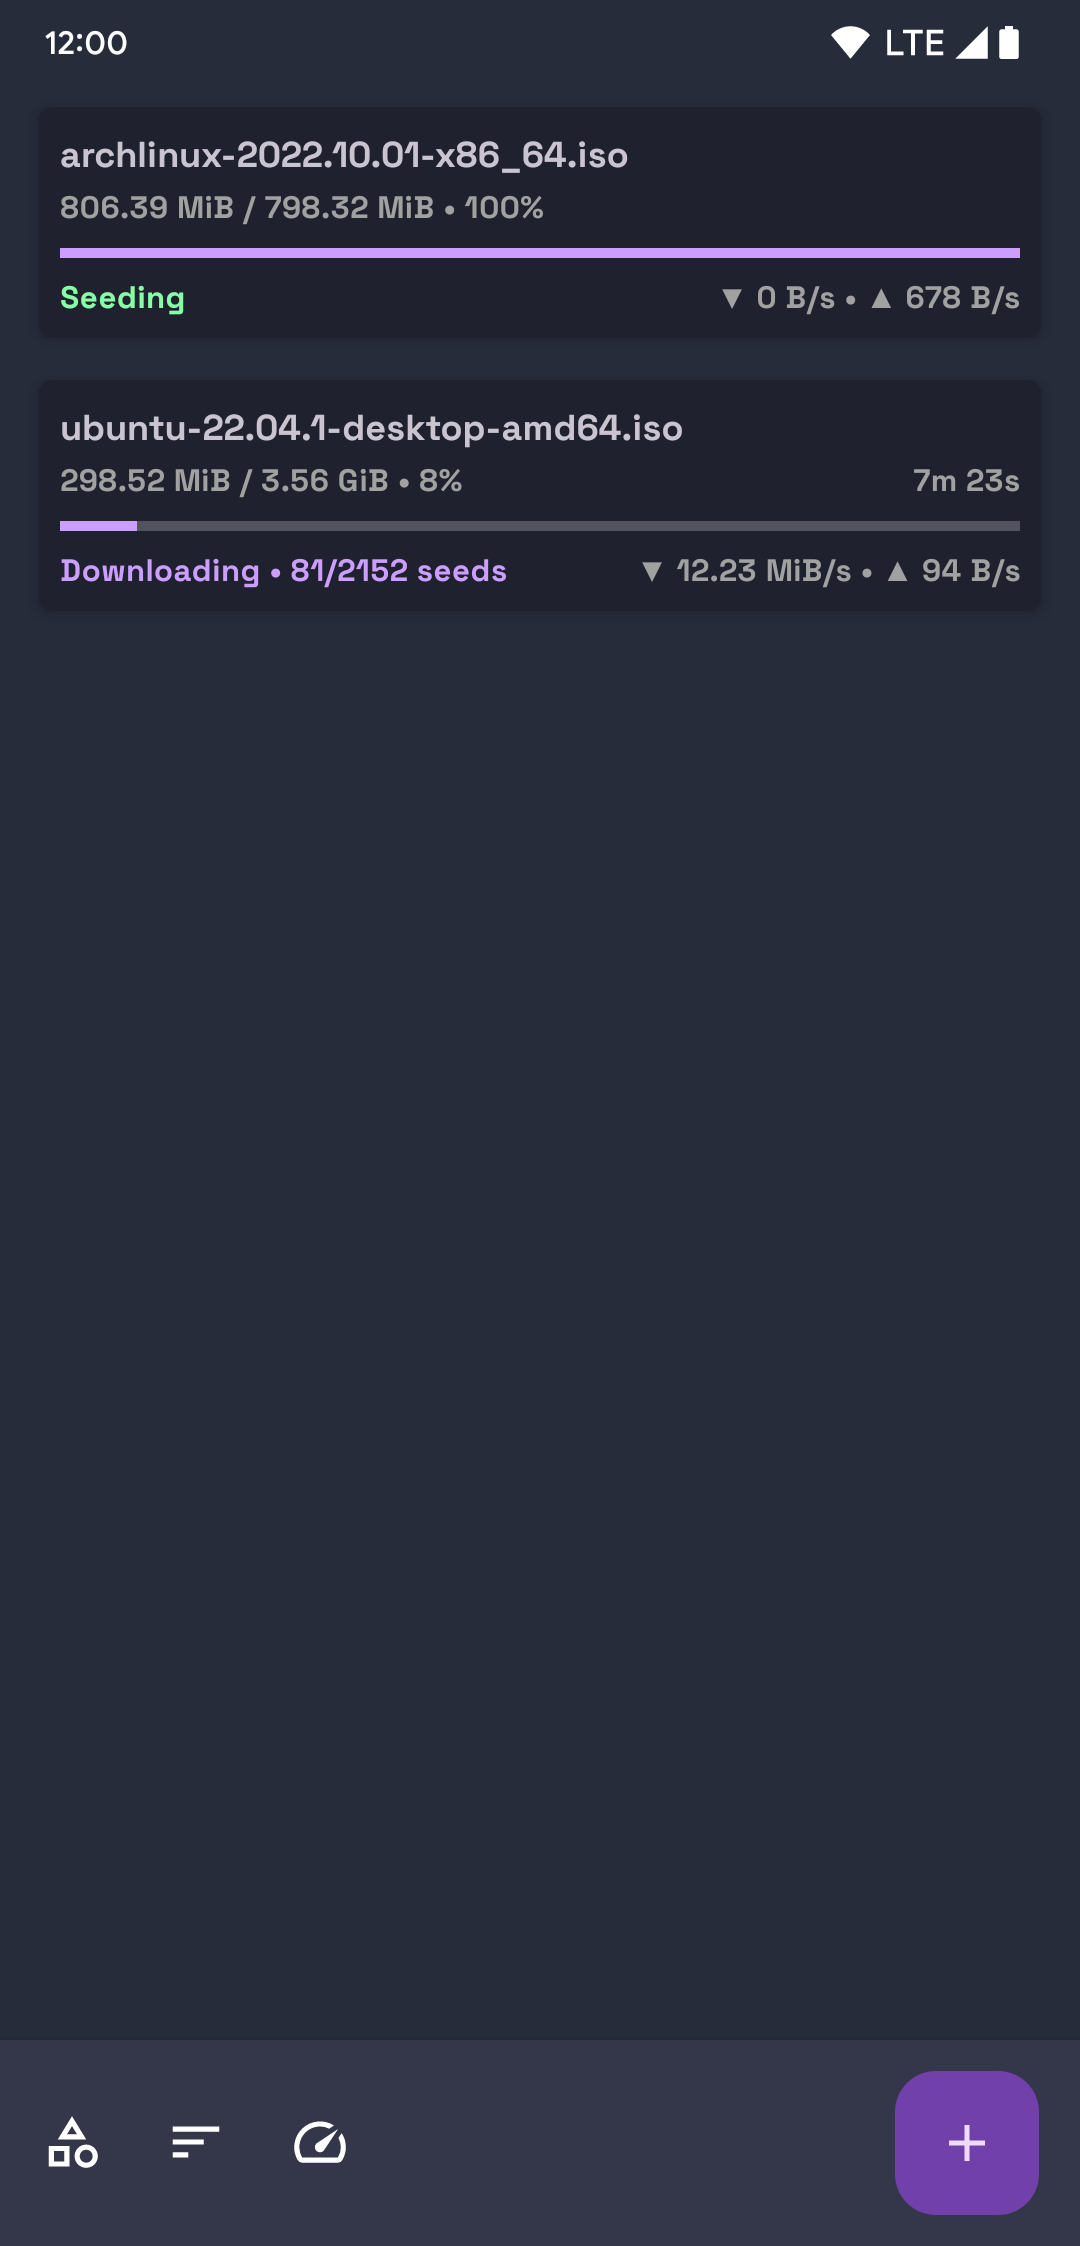 12:00 LTE
archlinux-2022.10.01-x86_64.iso
806.39 MiB / 798.32 MiB • 100%
Seeding ▼ 0 B/s • ▲ 678 B/s
ubuntu-22.04.1-desktop-amd64.iso
298.52 MiB / 3.56 GiB • 8% 7m 23s
Downloading • 81/2152 seeds ▼ 12.23 MiB/s • ▲ 94 B/s